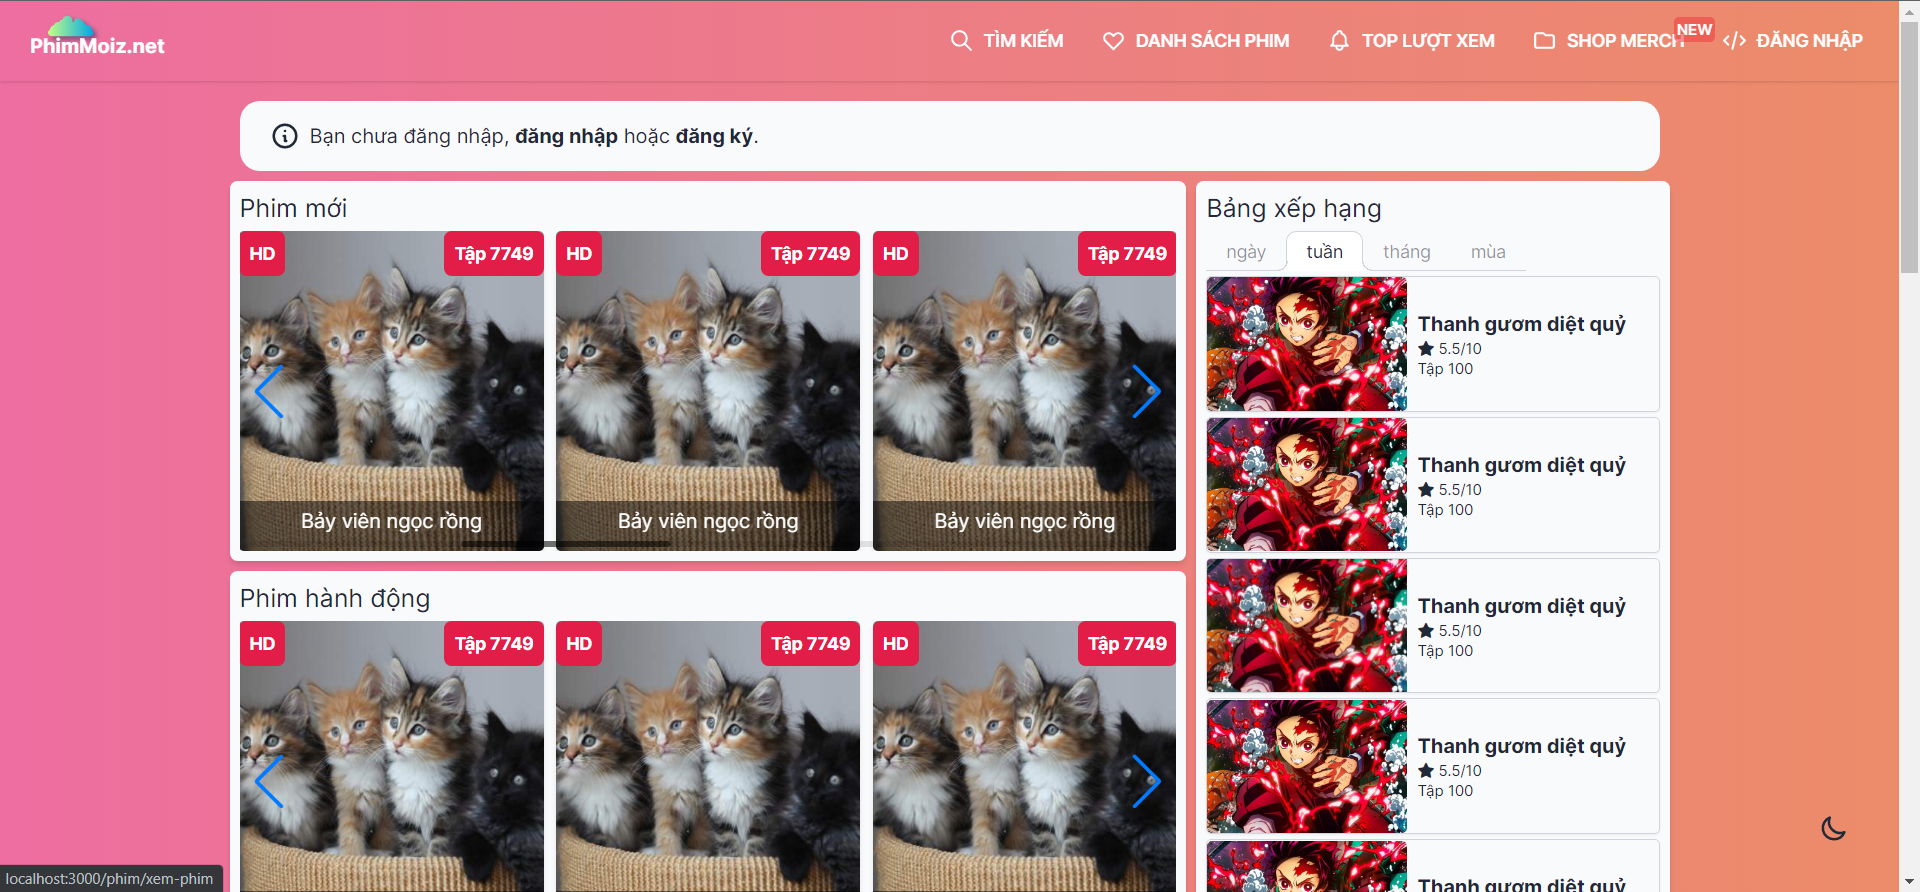 PhimMoiz.net
TÌM KIẾM
DANH SÁCH PHIM
TOP LƯỢT XEM
SHOP MERCH
NEW
ĐĂNG NHẬP
Bạn chưa đăng nhập, đăng nhập hoặc đăng ký.
Phim mới
HD
Tập 7749
HD
Tập 7749
HD
Tập 7749
Bảy viên ngọc rồng
Bảy viên ngọc rồng
Bảy viên ngọc rồng
Phim hành động
HD
Tập 7749
HD
Tập 7749
HD
Tập 7749
Bảng xếp hạng
ngày
tuần
tháng
mùa
Thanh gươm diệt quỷ
5.5/10
Tập 100
Thanh gươm diệt quỷ
5.5/10
Tập 100
Thanh gươm diệt quỷ
5.5/10
Tập 100
Thanh gươm diệt quỷ
5.5/10
Tập 100
Thanh gươm diệt quỷ
localhost:3000/phim/xem-phim